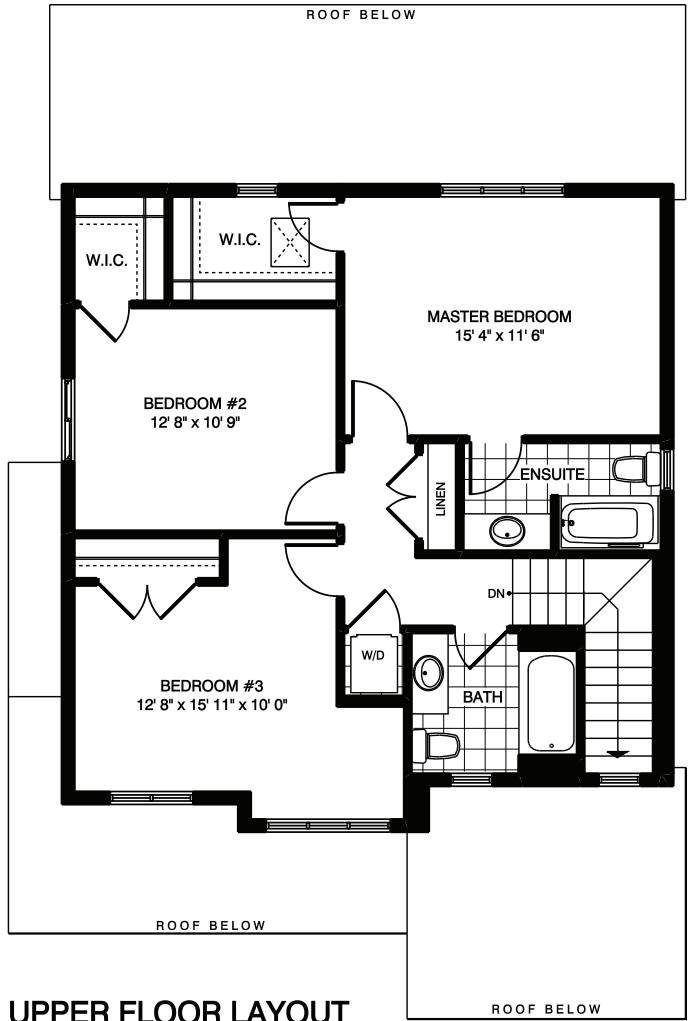 ROOF BELOW
W.I.C.
W.I.C.
MASTER BEDROOM
15' 4" x 11' 6"
BEDROOM #2
12' 8" x 10' 9"
ENSUITE
LINEN
DN
W/D
BEDROOM #3
12' 8" x 15' 11" x 10' 0"
BATH
ROOF BELOW
ROOF BELOW
UPPER FLOOR LAYOUT